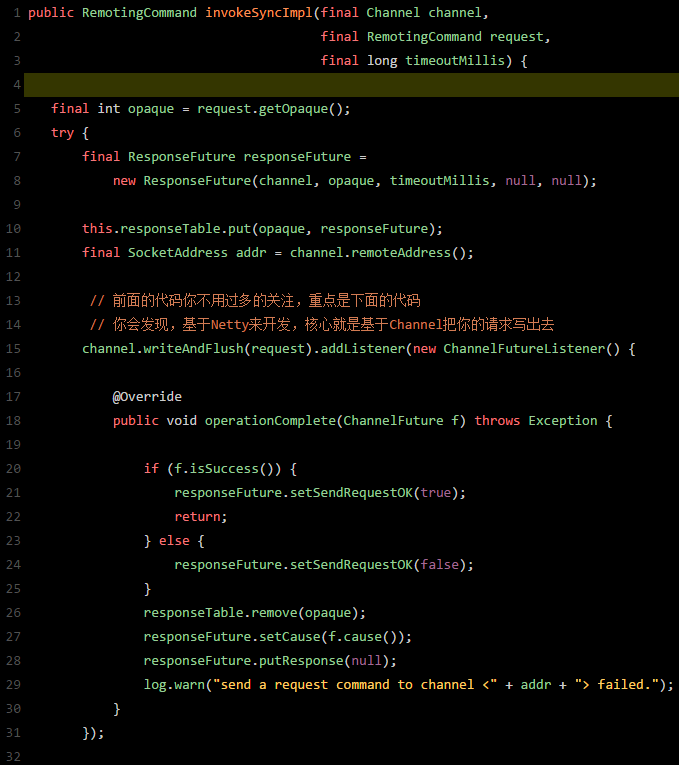 1 public RemotingCommand invokeSyncImpl(final Channel channel,
2 final RemotingCommand request,
3 final long timeoutMillis) {
4
5 final int opaque = request.getOpaque();
6 try {
7 final ResponseFuture responseFuture =
8 new ResponseFuture(channel, opaque, timeoutMillis, null, null);
9
10 this.responseTable.put(opaque, responseFuture);
11 final SocketAddress addr = channel.remoteAddress();
12
13 // 前面的代码你不用过多的关注，重点是下面的代码
14 // 你会发现，基于Netty来开发，核心就是基于Channel把你的请求写出去
15 channel.writeAndFlush(request).addListener(new ChannelFutureListener() {
16
17 @Override
18 public void operationComplete(ChannelFuture f) throws Exception {
19
20 if (f.isSuccess()) {
21 responseFuture.setSendRequestOK(true);
22 return;
23 } else {
24 responseFuture.setSendRequestOK(false);
25 }
26 responseTable.remove(opaque);
27 responseFuture.setCause(f.cause());
28 responseFuture.putResponse(null);
29 log.warn("send a request command to channel <" + addr + "> failed.");
30 }
31 });
32